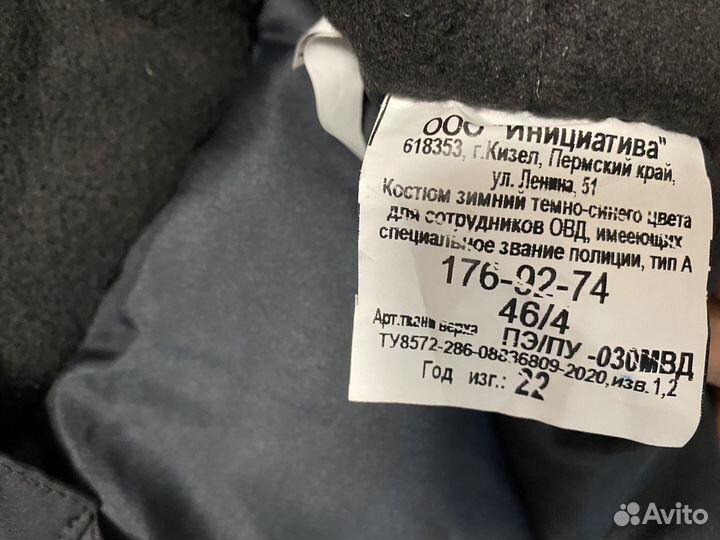 ООО "Инициатива"
618353, г.Кизел, Пермский край,
ул. Ленина, 51
Костюм зимний темно-синего цвета
для сотрудников ОВД, имеющих
специальное звание полиции, тип А
176-92-74
46/4
Арт.ткани верха ПЭ/ПУ -030МВД
ТУ8572-286-08836809-2020, изв. 1,2
Год изг.: 22
Avito